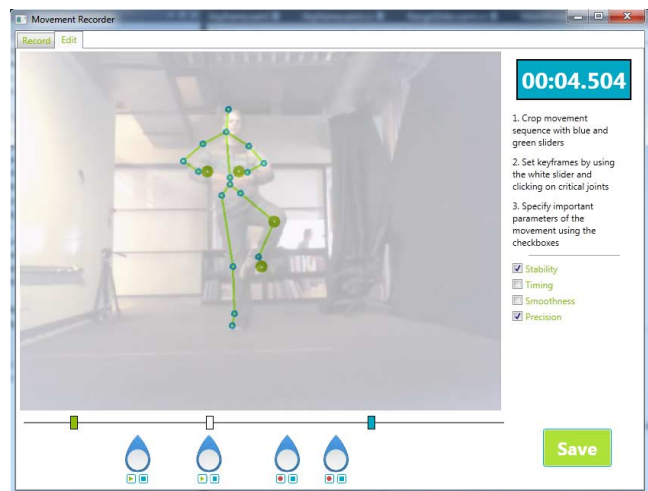 Movement Recorder
Record
Edit
00:04.504
1. Crop movement
sequence with blue and
green sliders
2. Set keyframes by using
the white slider and
clicking on critical joints
3. Specify important
parameters of the
movement using the
checkboxes
Stability
Timing
Smoothness
Precision
Save